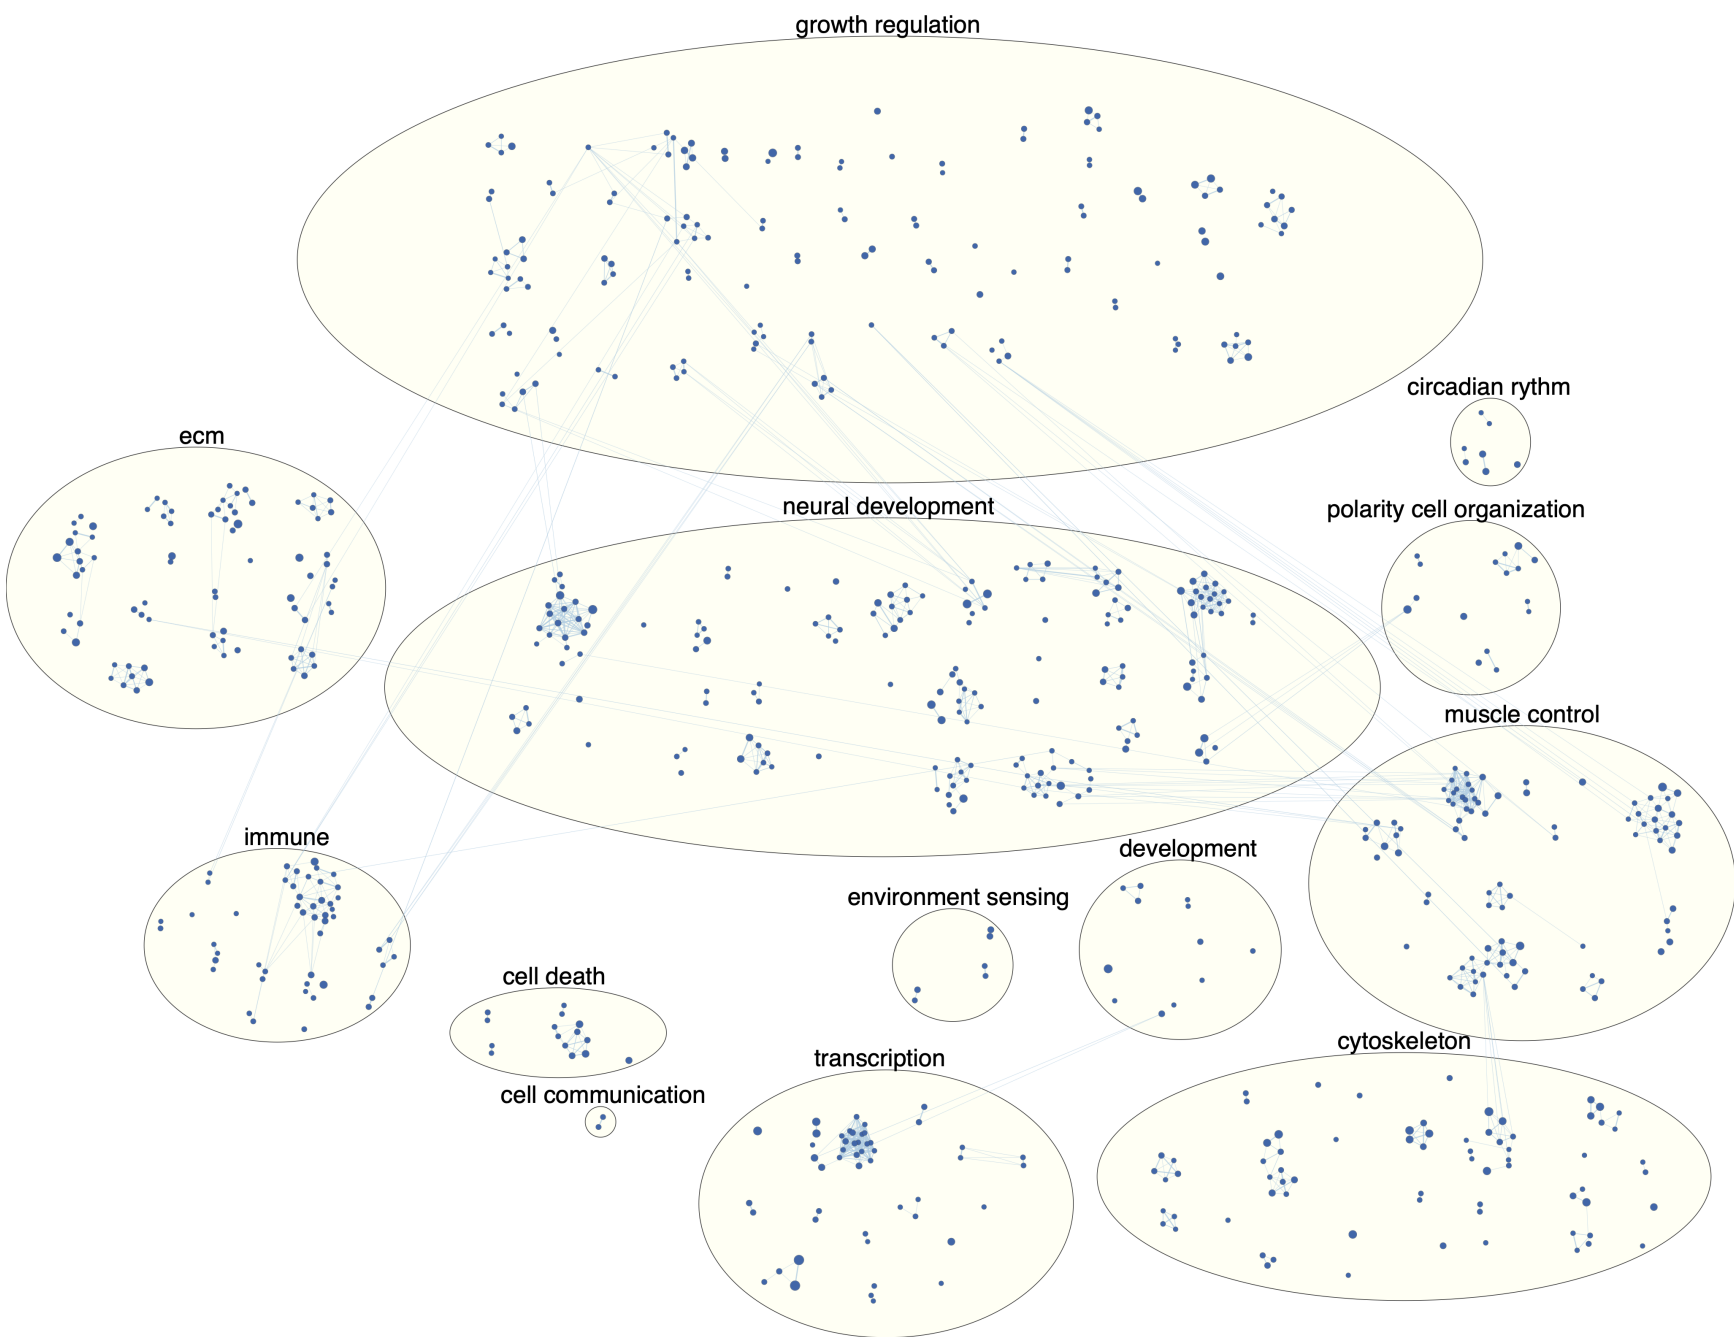 growth regulation
circadian rythm
ecm
neural development
polarity cell organization
muscle control
immune
development
environment sensing
cell death
cytoskeleton
transcription
cell communication